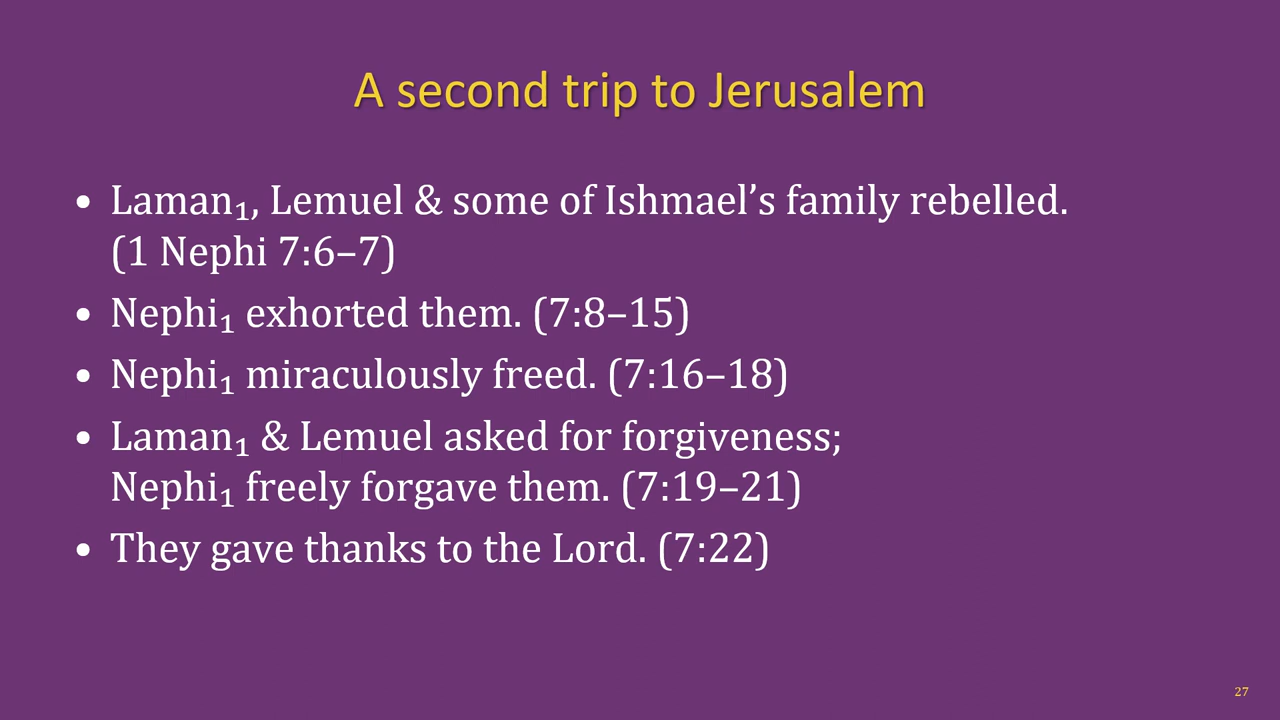 A second trip to Jerusalem
• Laman₁, Lemuel & some of Ishmael’s family rebelled.
(1 Nephi 7:6–7)
• Nephi₁ exhorted them. (7:8–15)
• Nephi₁ miraculously freed. (7:16–18)
• Laman₁ & Lemuel asked for forgiveness;
Nephi₁ freely forgave them. (7:19–21)
• They gave thanks to the Lord. (7:22)
27